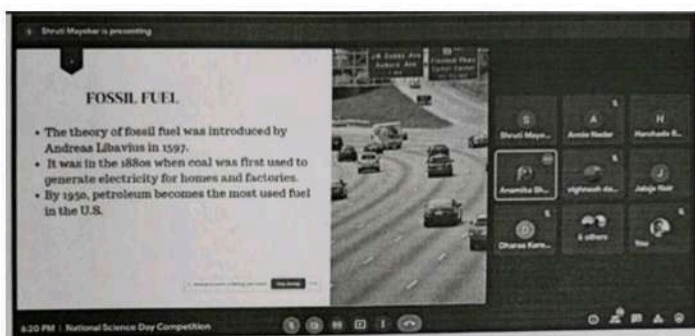 Shruti Mayekar is presenting
FOSSIL FUEL
• The theory of fossil fuel was introduced by
Andreas Libavius in 1597.
• It was in the 1880s when coal was first used to
generate electricity for homes and factories.
• By 1950, petroleum becomes the most used fuel
in the U.S.
S
Shruti Maye...
A
Annie Nadar
H
Harshada
Anamika Sh...
vighnesh
J
Nair
D
6 others
You
6:20 PM | National Science Day Competition